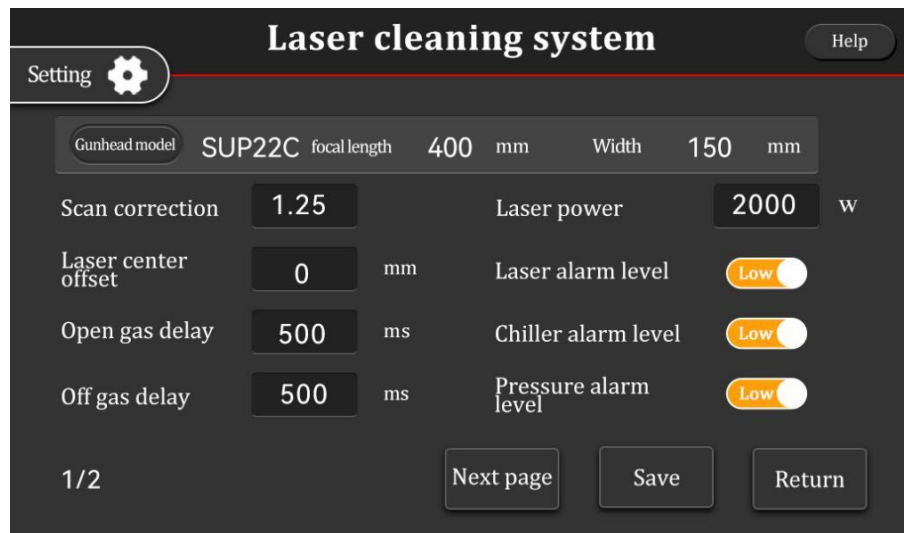 Laser cleaning system
Help
Setting
Gunhead model SUP22C focal length 400 mm Width 150 mm
Scan correction 1.25 Laser power 2000 W
Laser center
offset 0 mm Laser alarm level Low
Open gas delay 500 ms Chiller alarm level Low
Off gas delay 500 ms Pressure alarm
level Low
1/2 Next page Save Return